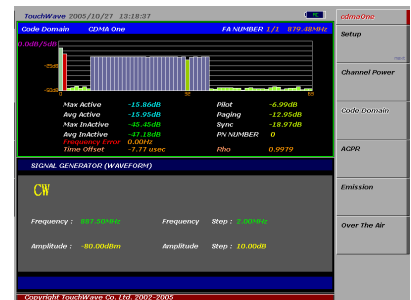 TouchWave 2005/10/27 13:18:37
cdmaOne
Code Domain CDMA One FA NUMBER 1/1 879.48MHz
Setup
0.0dB/5dB
Channel Power
Max Active -15.86dB Pilot -6.99dB
Code Domain
Avg Active -15.95dB Paging -12.95dB
Max InActive -45.45dB Sync -18.97dB
Avg InActive -47.18dB PN NUMBER 0
Frequency Error 0.00Hz
Time Offset -7.77 usec Rho 0.9979
ACPR
SIGNAL GENERATOR (WAVEFORM)
CW
Emission
Frequency : 887.50MHz Frequency Step : 2.00MHz
Over The Air
Amplitude : -80.00dBm Amplitude Step : 10.00dB
Copyright TouchWave Co. Ltd. 2002-2005